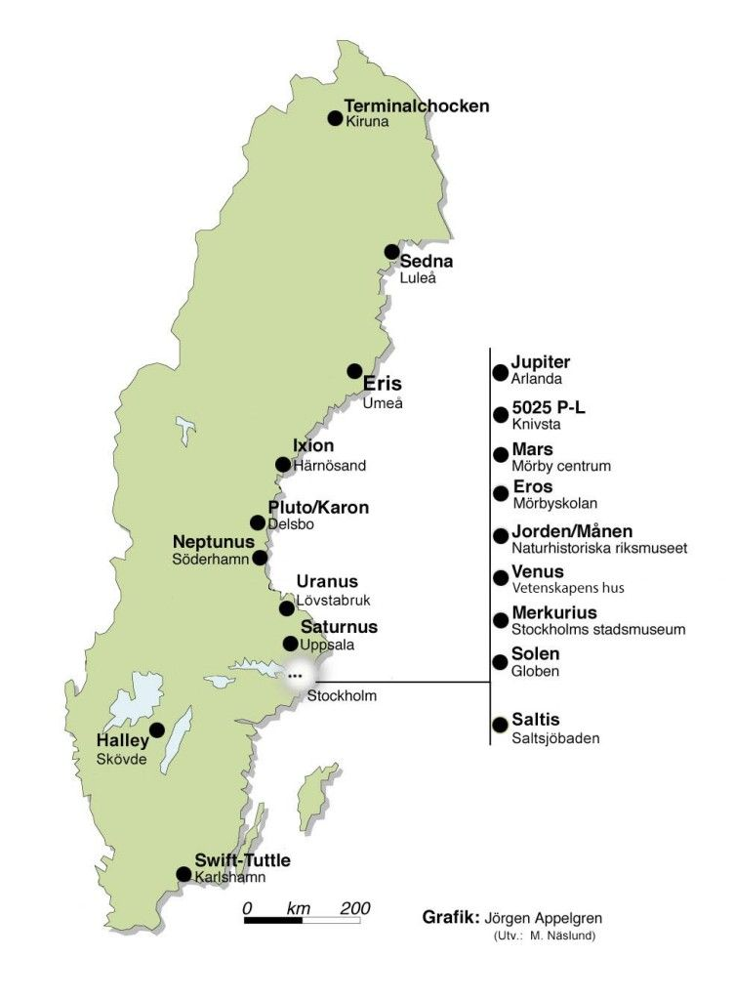 Terminalchocken
Kiruna
Sedna
Luleå
Eris
Umeå
Ixion
Härnösand
Pluto/Karon
Delsbo
Neptunus
Söderhamn
Uranus
Lövstabruk
Saturnus
Uppsala
...
Stockholm
Halley
Skövde
Swift-Tuttle
Karlshamn
Jupiter
Arlanda
5025 P-L
Knivsta
Mars
Mörby centrum
Eros
Mörbyskolan
Jorden/Månen
Naturhistoriska riksmuseet
Venus
Vetenskapens hus
Merkurius
Stockholms stadsmuseum
Solen
Globen
Saltis
Saltsjöbaden
0 km 200
Grafik: Jörgen Appelgren
(Utv.: M. Näslund)